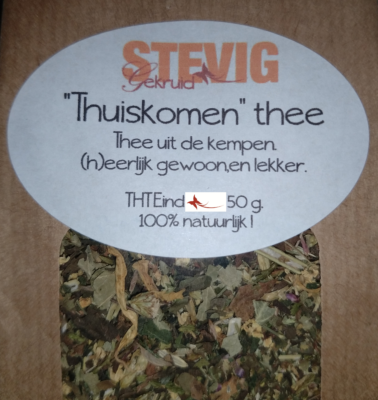 STEVIG
Gekruid
"Thuiskomen" thee
Thee uit de kempen.
(h)eerlijk gewoon,en lekker.
THTEind 50 g.
100% natuurlijk!